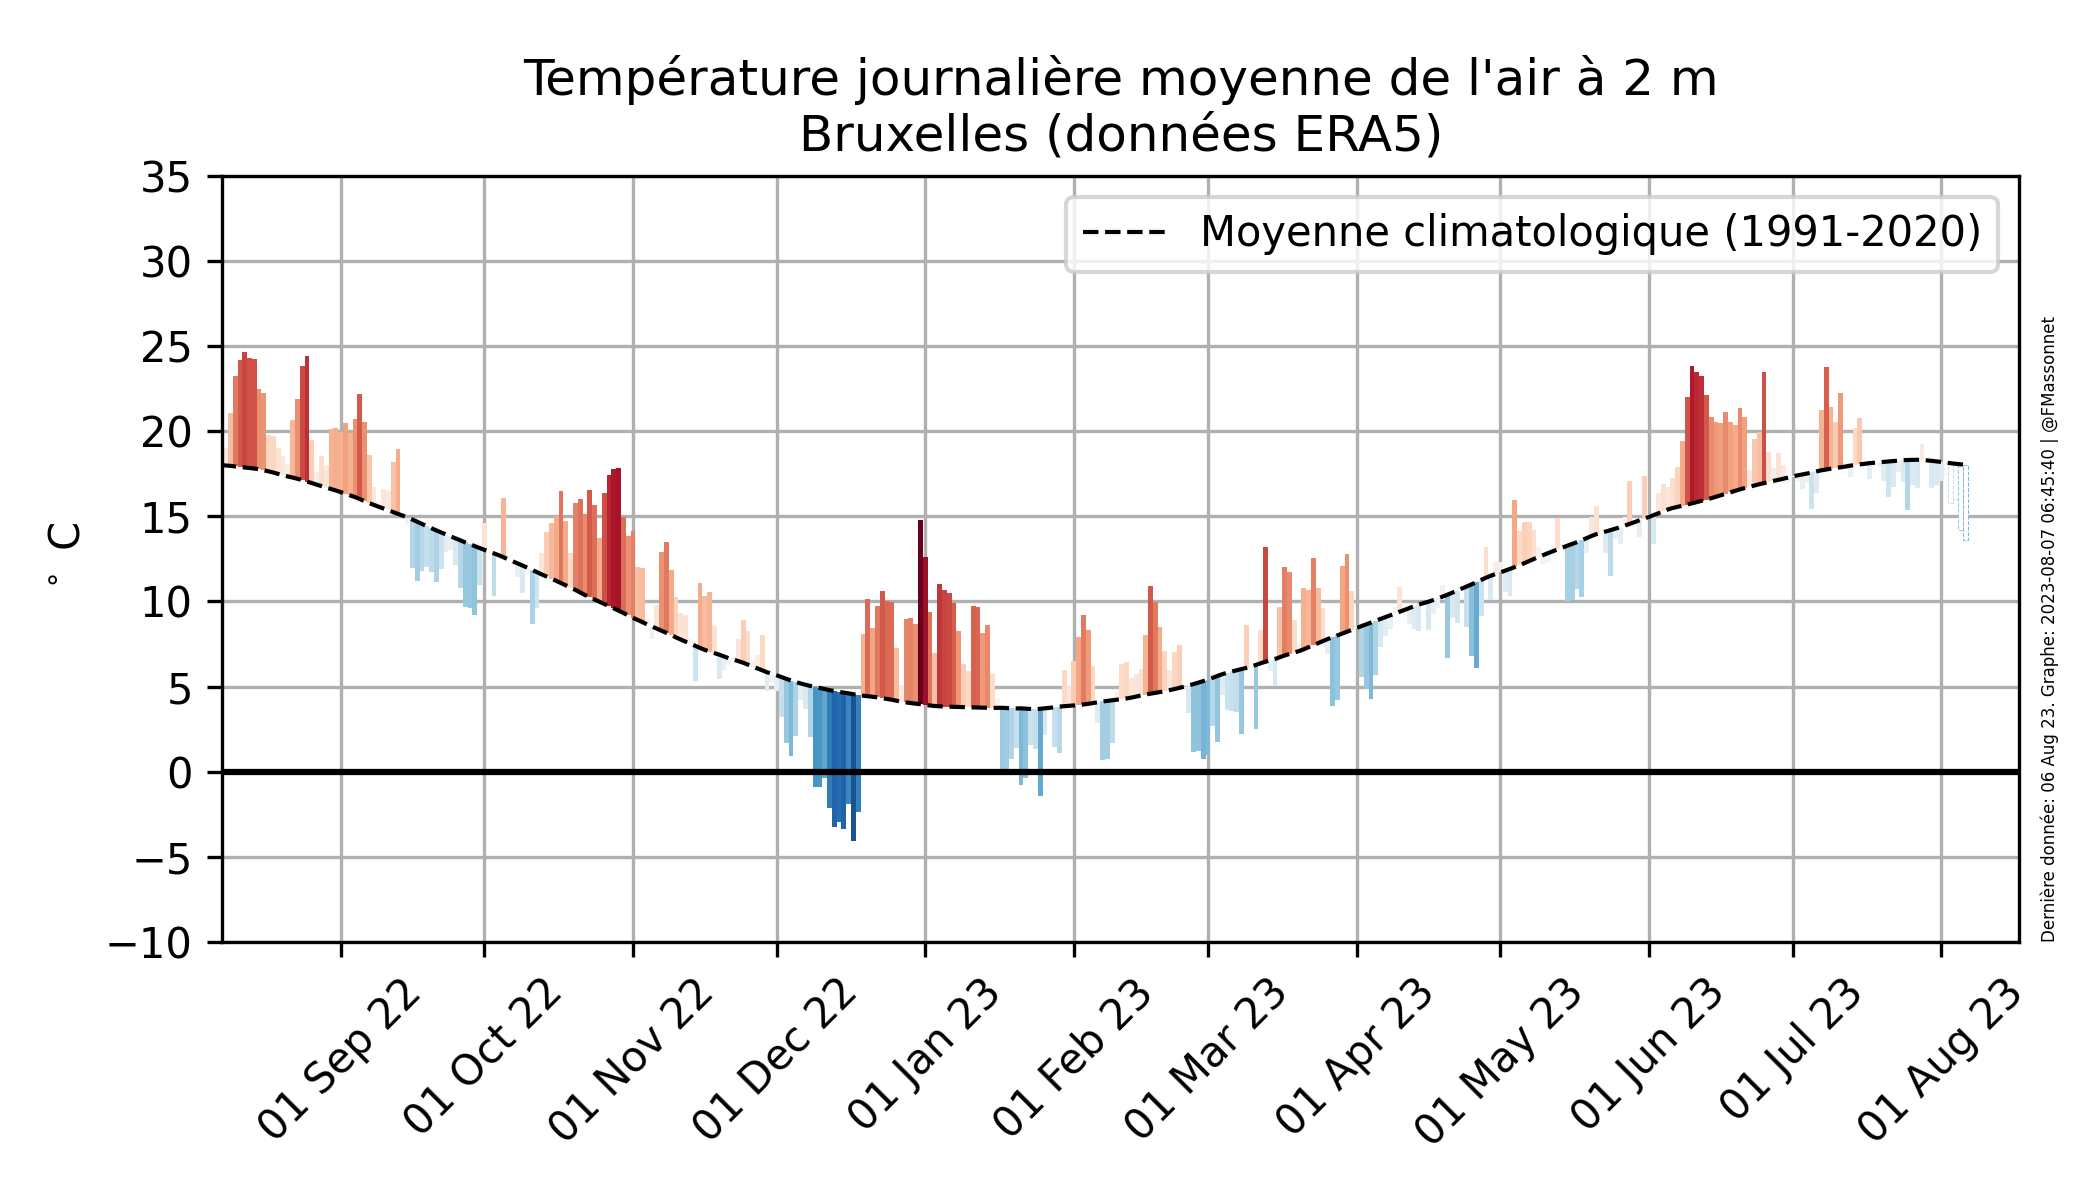 Température journalière moyenne de l'air à 2 m
Bruxelles (données ERA5)
35
30
25
20
15
10
5
0
−5
−10
° C
Moyenne climatologique (1991-2020)
01 Sep 22
01 Oct 22
01 Nov 22
01 Dec 22
01 Jan 23
01 Feb 23
01 Mar 23
01 Apr 23
01 May 23
01 Jun 23
01 Jul 23
01 Aug 23
Dernière donnée: 06 Aug 23. Graphe: 2023-08-07 06:45:40 | @FMassonnet